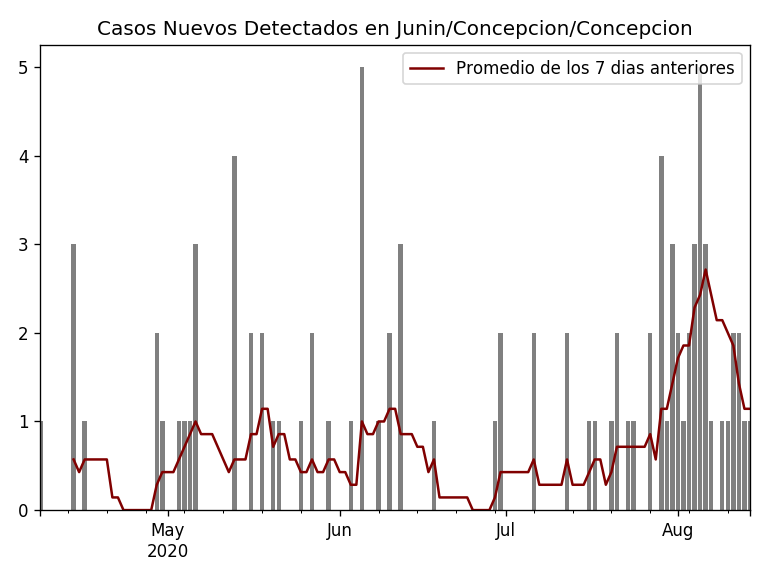 Casos Nuevos Detectados en Junin/Concepcion/Concepcion
Promedio de los 7 dias anteriores
5
4
3
2
1
0
May
2020
Jun
Jul
Aug